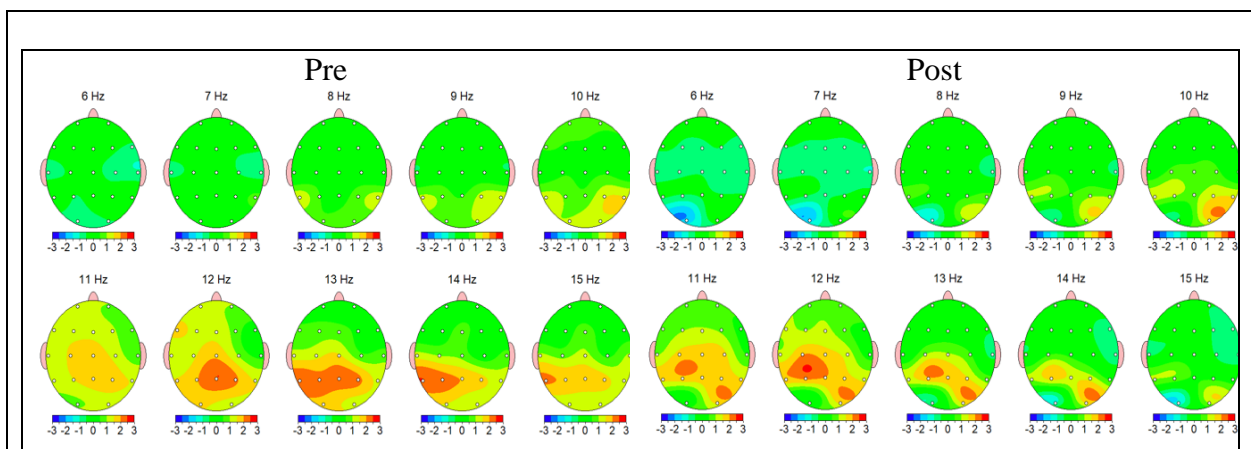 Pre Post
6 Hz 7 Hz 8 Hz 9 Hz 10 Hz 6 Hz 7 Hz 8 Hz 9 Hz 10 Hz
-3 -2 -1 0 1 2 3 -3 -2 -1 0 1 2 3 -3 -2 -1 0 1 2 3 -3 -2 -1 0 1 2 3 -3 -2 -1 0 1 2 3 -3 -2 -1 0 1 2 3 -3 -2 -1 0 1 2 3 -3 -2 -1 0 1 2 3 -3 -2 -1 0 1 2 3 -3 -2 -1 0 1 2 3
11 Hz 12 Hz 13 Hz 14 Hz 15 Hz 11 Hz 12 Hz 13 Hz 14 Hz 15 Hz
-3 -2 -1 0 1 2 3 -3 -2 -1 0 1 2 3 -3 -2 -1 0 1 2 3 -3 -2 -1 0 1 2 3 -3 -2 -1 0 1 2 3 -3 -2 -1 0 1 2 3 -3 -2 -1 0 1 2 3 -3 -2 -1 0 1 2 3 -3 -2 -1 0 1 2 3 -3 -2 -1 0 1 2 3